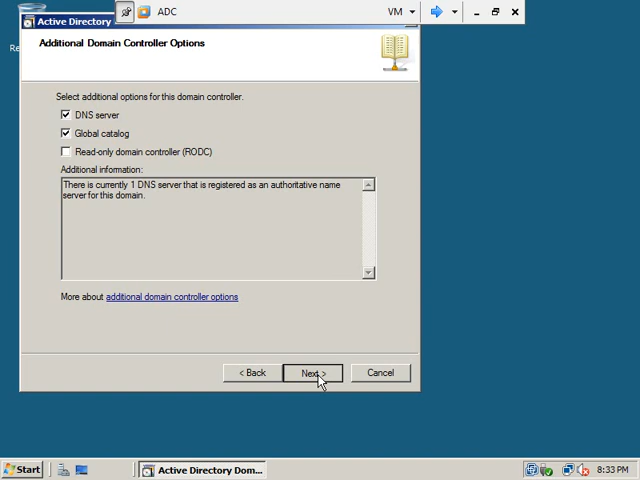 Active Directory
ADC
VM
Re
Additional Domain Controller Options
Select additional options for this domain controller.
DNS server
Global catalog
Read-only domain controller (RODC)
Additional information:
There is currently 1 DNS server that is registered as an authoritative name
server for this domain.
More about additional domain controller options
< Back
Next >
Cancel
Start
Active Directory Dom...
8:33 PM